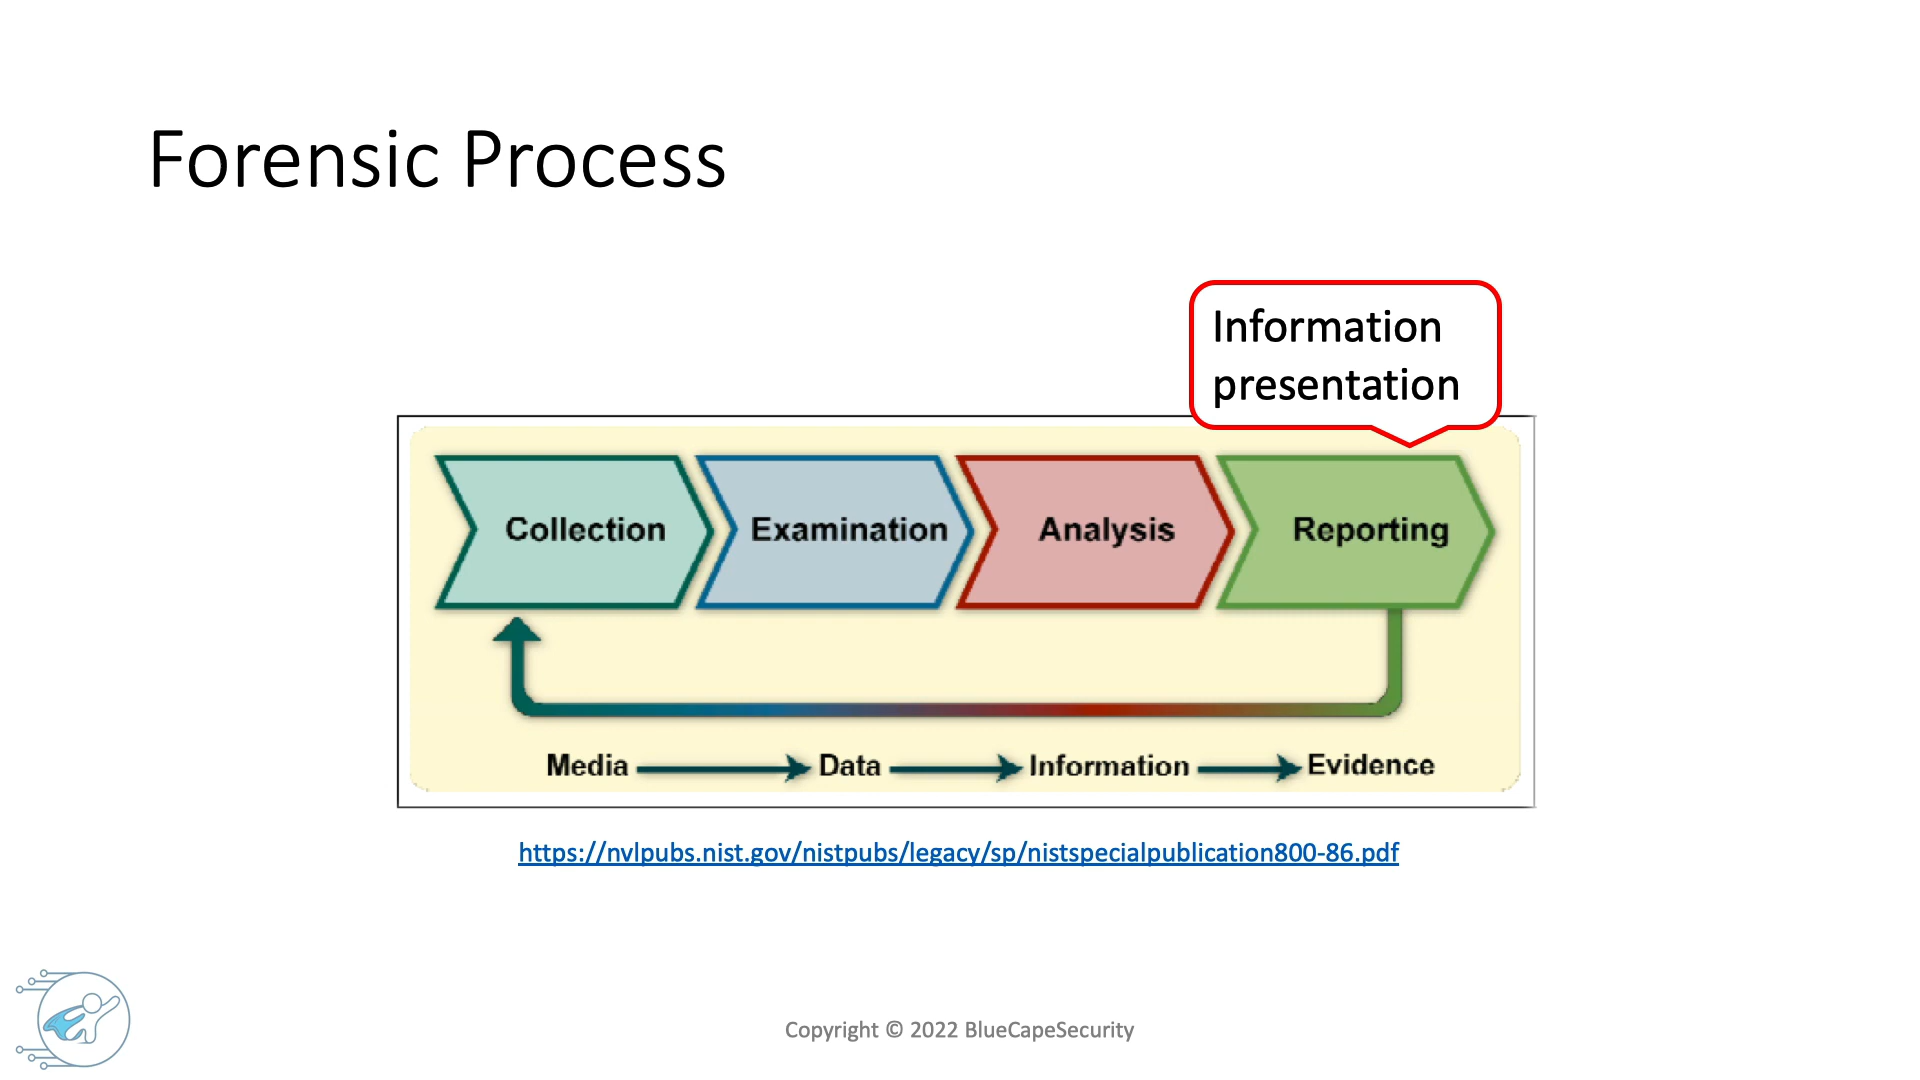 Forensic Process
Information
presentation
Collection
Examination
Analysis
Reporting
Media
Data
Information
Evidence
https://nvlpubs.nist.gov/nistpubs/legacy/sp/nistspecialpublication800-86.pdf
Copyright © 2022 BlueCapeSecurity